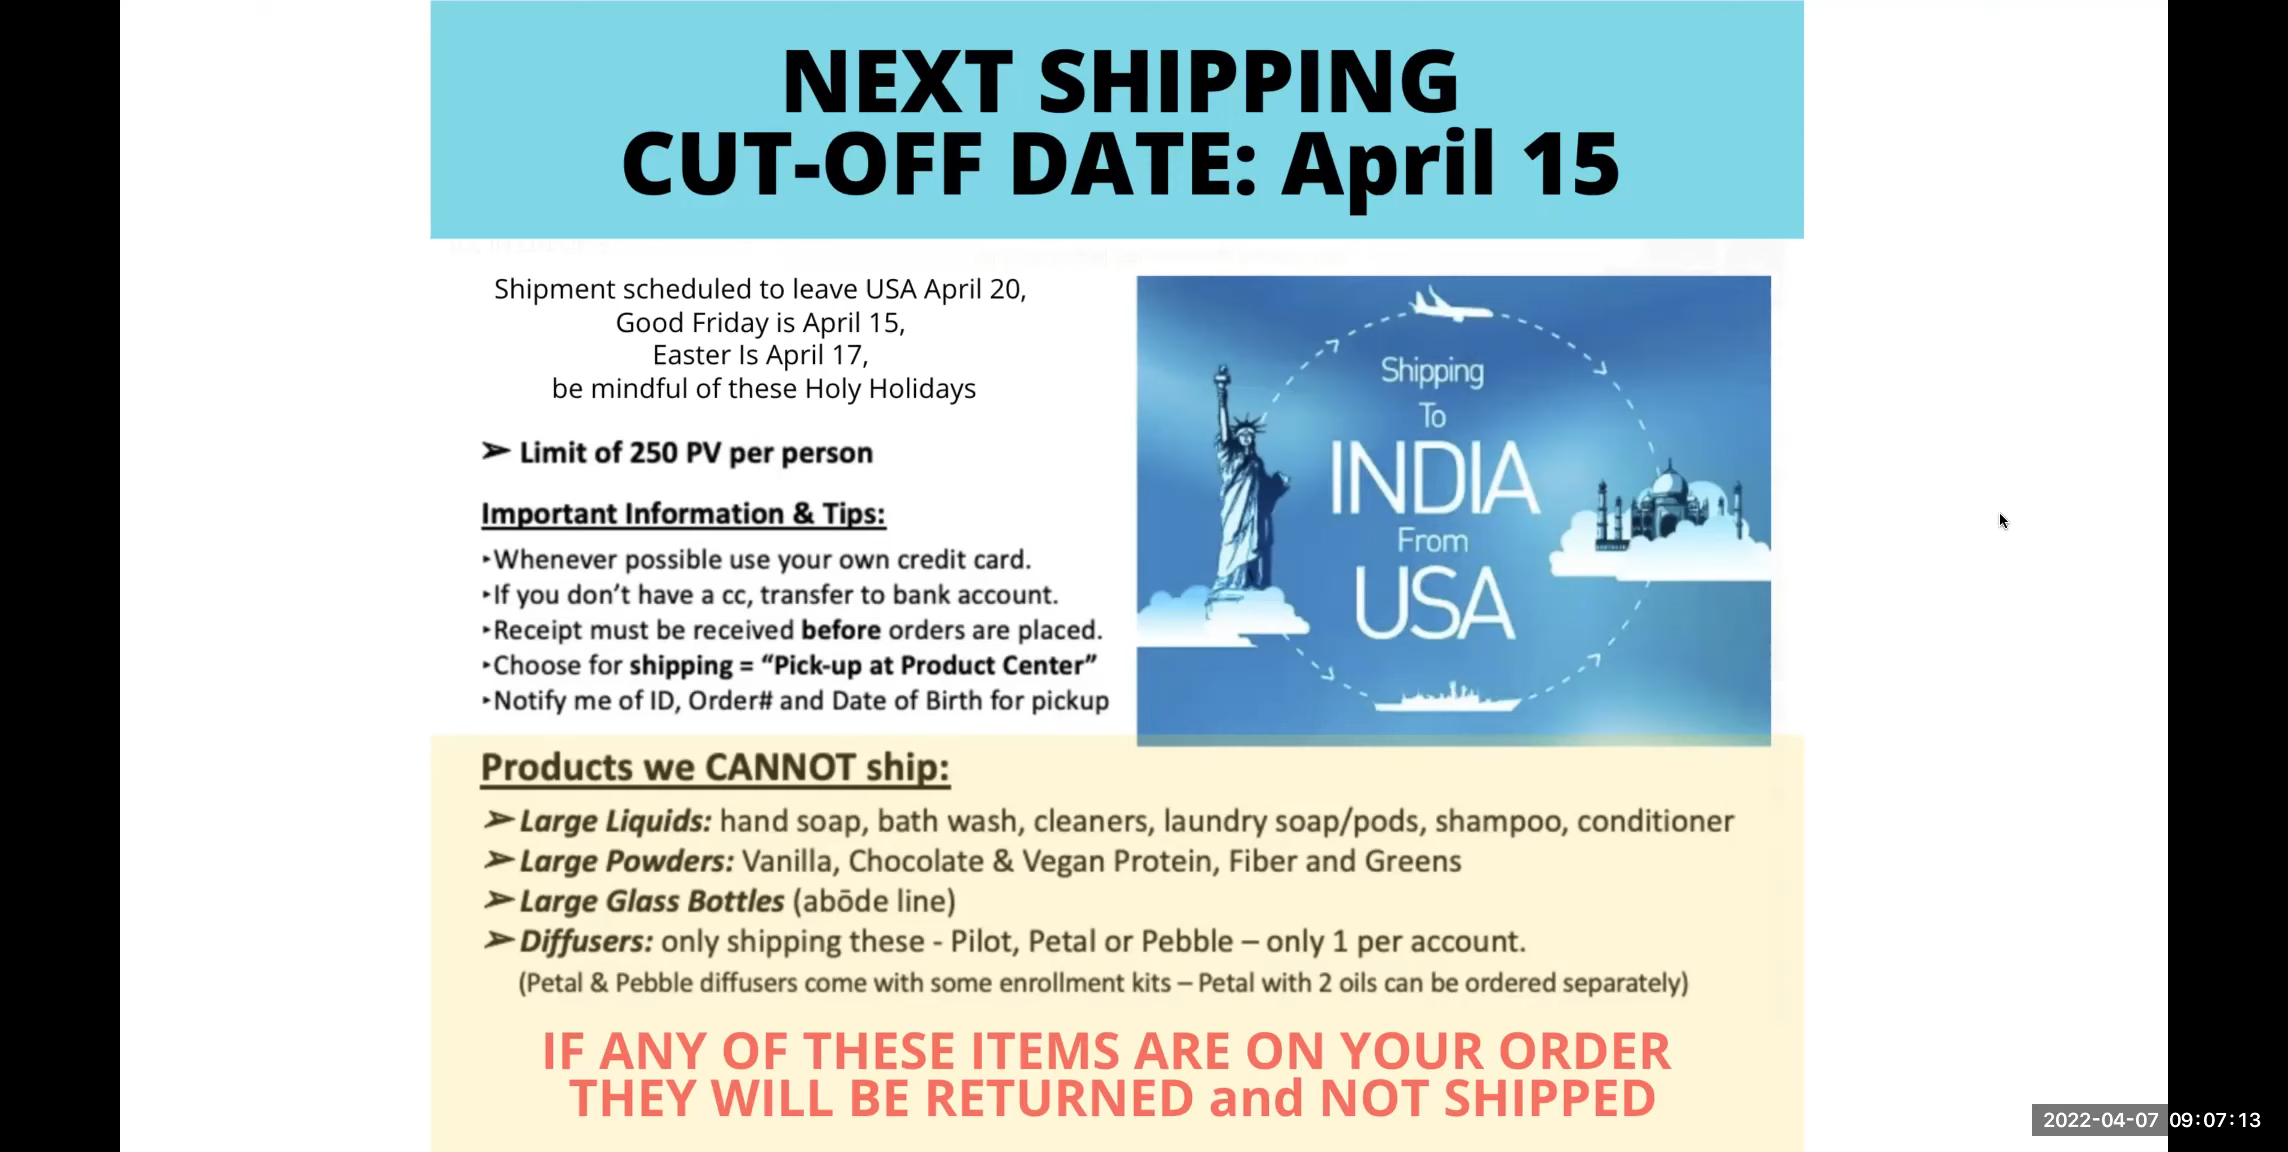 NEXT SHIPPING
CUT-OFF DATE: April 15
Shipment scheduled to leave USA April 20,
Good Friday is April 15,
Easter Is April 17,
be mindful of these Holy Holidays
➢ Limit of 250 PV per person
Important Information & Tips:
‣Whenever possible use your own credit card.
‣If you don’t have a cc, transfer to bank account.
‣Receipt must be received before orders are placed.
‣Choose for shipping = “Pick-up at Product Center”
‣Notify me of ID, Order# and Date of Birth for pickup
Shipping
To
INDIA
From
USA
Products we CANNOT ship:
➢ Large Liquids: hand soap, bath wash, cleaners, laundry soap/pods, shampoo, conditioner
➢ Large Powders: Vanilla, Chocolate & Vegan Protein, Fiber and Greens
➢ Large Glass Bottles (abōde line)
➢ Diffusers: only shipping these - Pilot, Petal or Pebble – only 1 per account.
(Petal & Pebble diffusers come with some enrollment kits – Petal with 2 oils can be ordered separately)
IF ANY OF THESE ITEMS ARE ON YOUR ORDER
THEY WILL BE RETURNED and NOT SHIPPED
2022-04-07 09:07:13